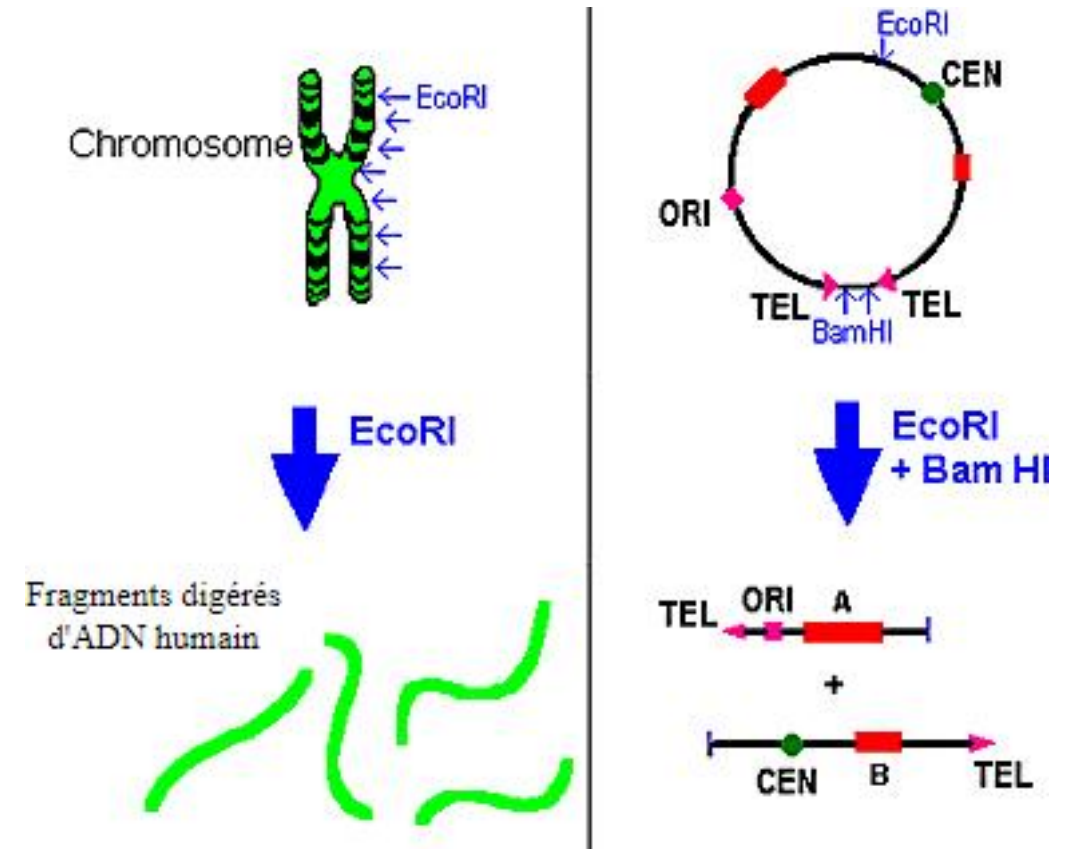 EcoRI
Chromosome
EcoRI
Fragments digérés
d'ADN humain
EcoRI
CEN
ORI
TEL
TEL
BamHI
EcoRI
+ Bam HI
TEL
ORI
A
+
CEN
B
TEL